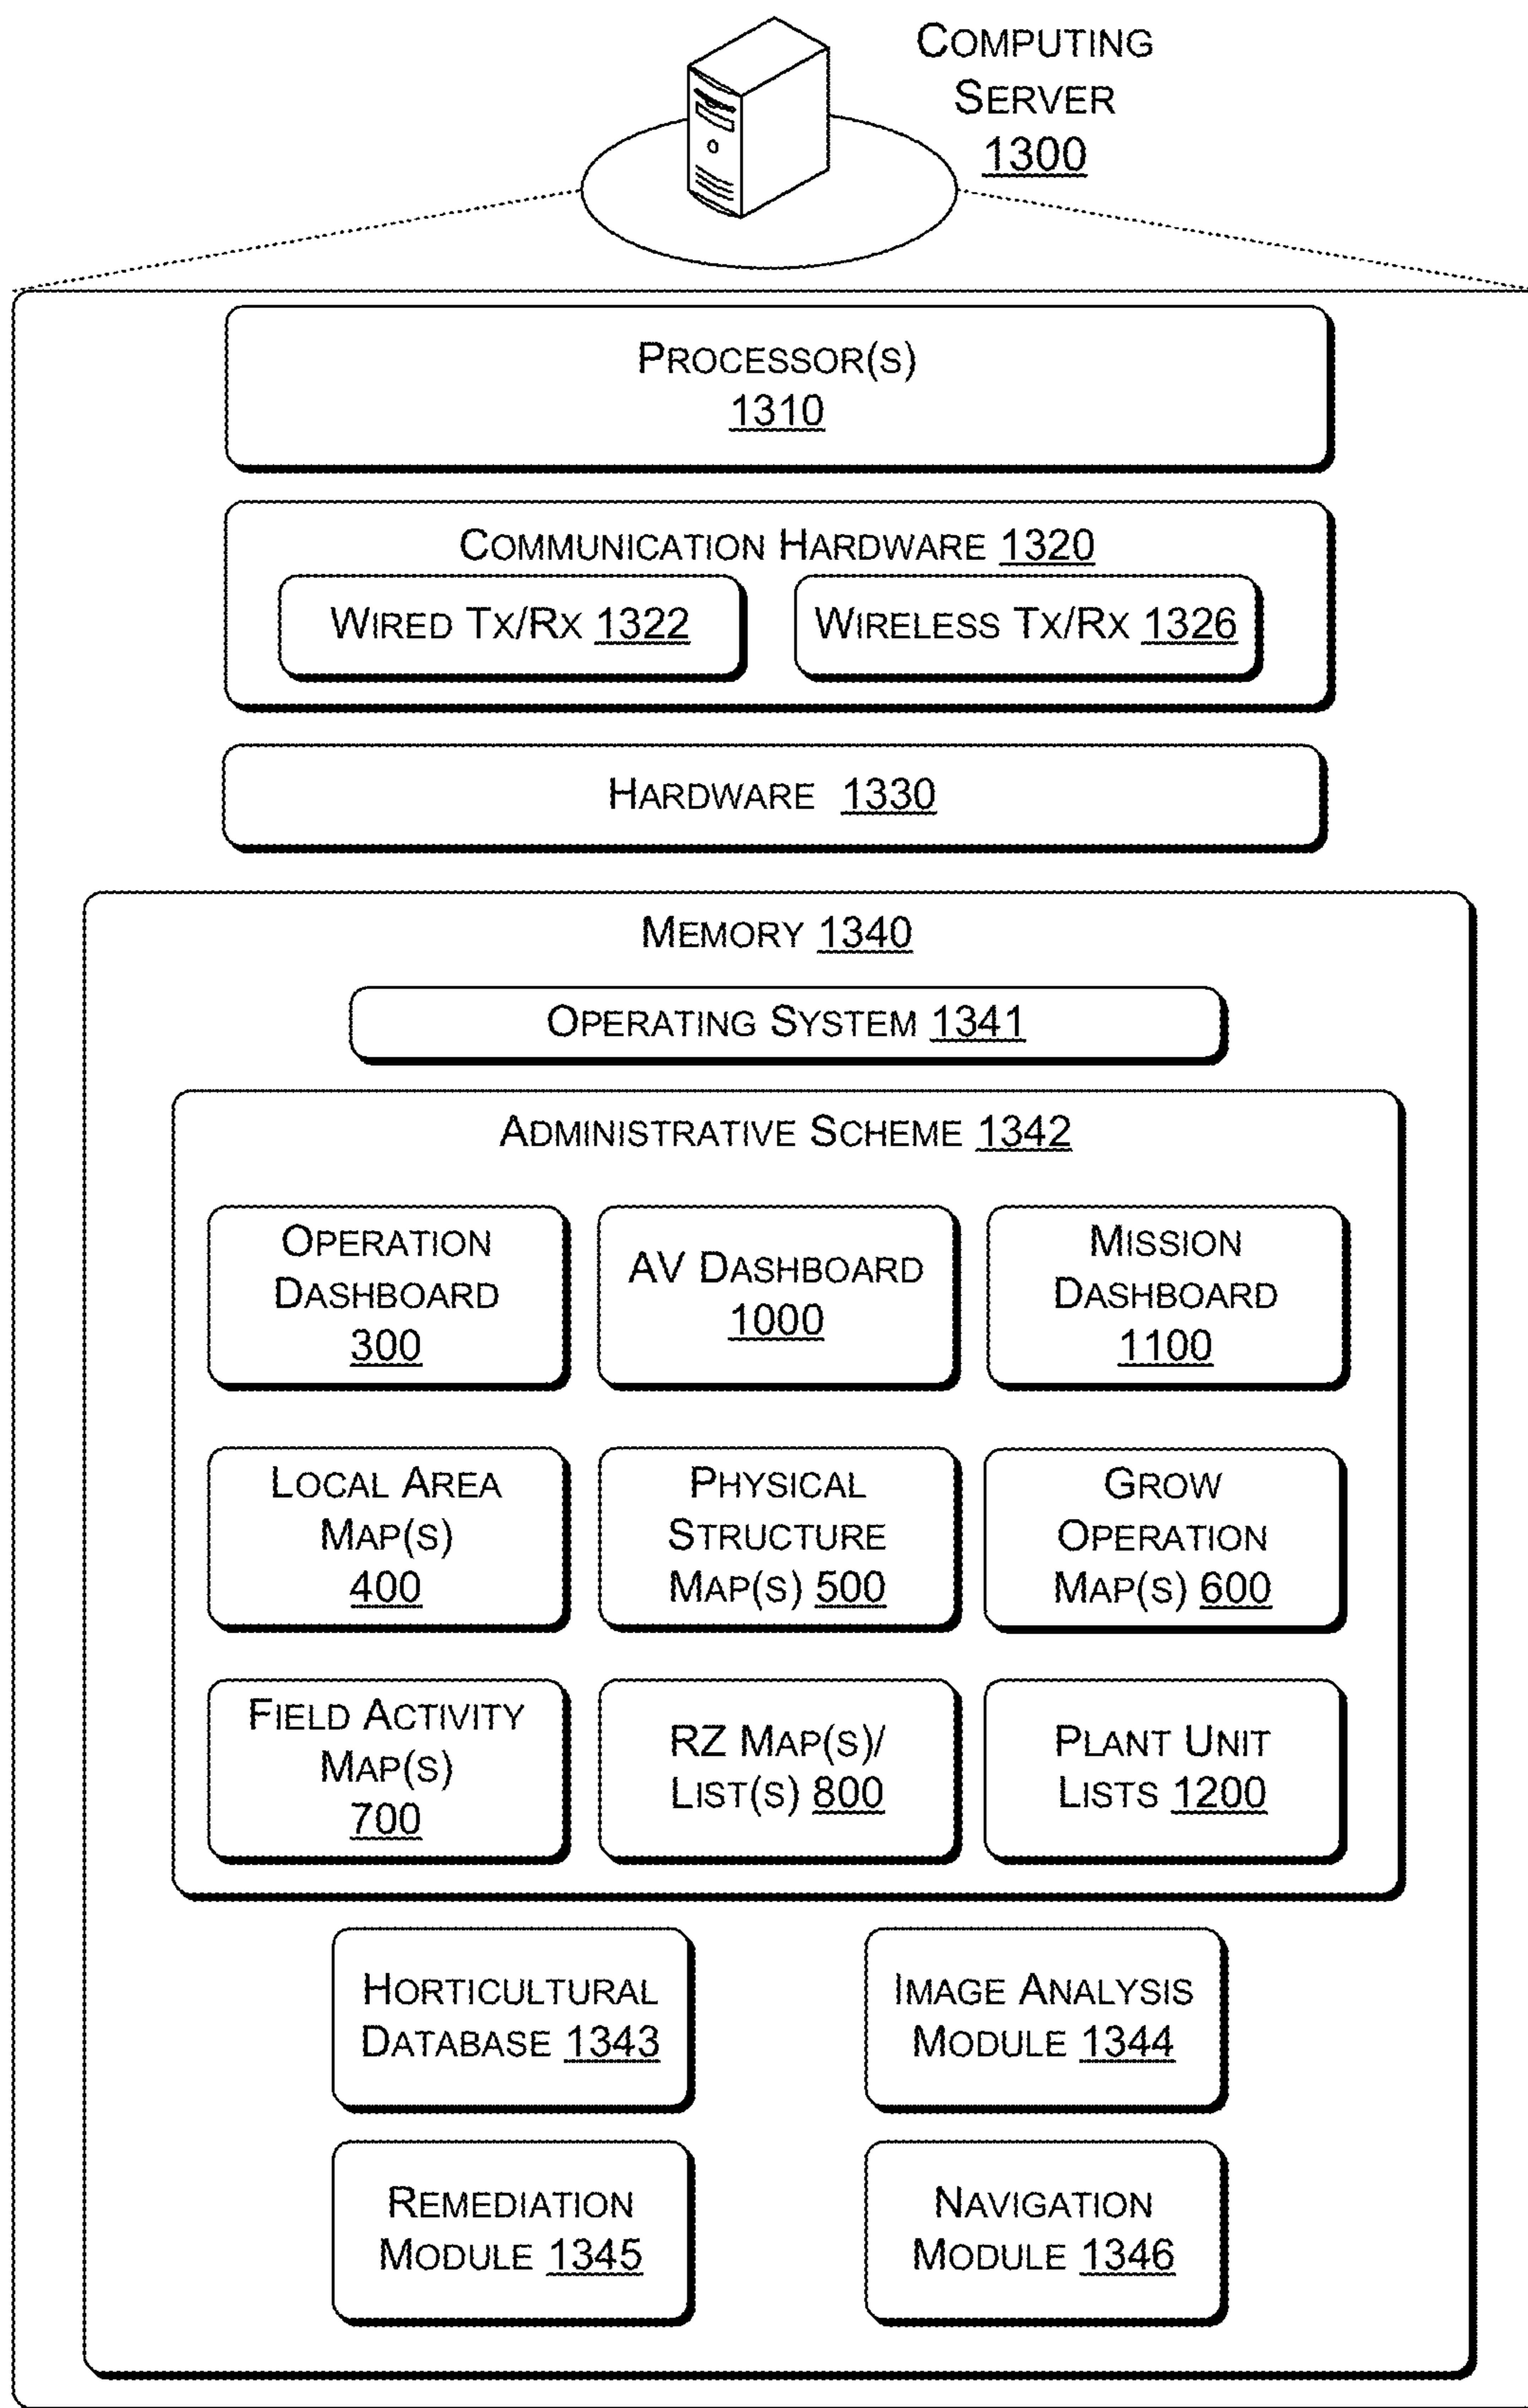 COMPUTING
SERVER
1300
PROCESSOR(S)
1310
COMMUNICATION HARDWARE 1320
WIRED TX/RX 1322
WIRELESS TX/RX 1326
HARDWARE 1330
MEMORY 1340
OPERATING SYSTEM 1341
ADMINISTRATIVE SCHEME 1342
OPERATION
DASHBOARD
300
AV DASHBOARD
1000
MISSION
DASHBOARD
1100
LOCAL AREA
MAP(S)
400
PHYSICAL
STRUCTURE
MAP(S) 500
GROW
OPERATION
MAP(S) 600
FIELD ACTIVITY
MAP(S)
700
RZ MAP(S)/
LIST(S) 800
PLANT UNIT
LISTS 1200
HORTICULTURAL
DATABASE 1343
IMAGE ANALYSIS
MODULE 1344
REMEDIATION
MODULE 1345
NAVIGATION
MODULE 1346